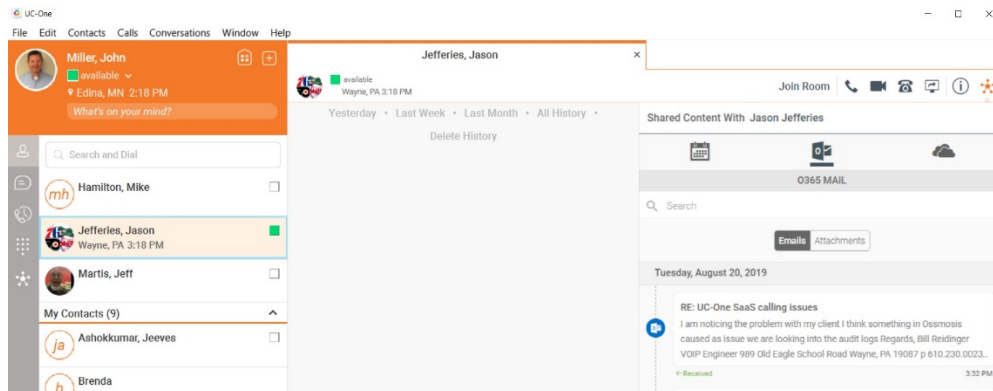 UC-One
File Edit Contacts Calls Conversations Window Help
Miller, John
available
Edina, MN 2:18 PM
What's on your mind?
Search and Dial
mh
Hamilton, Mike
Jefferies, Jason
Wayne, PA 3:18 PM
Martis, Jeff
My Contacts (9)
ja
Ashokkumar, Jeeves
b
Brenda
Jefferies, Jason
available
Wayne, PA 3:18 PM
Join Room
Yesterday • Last Week • Last Month • All History •
Delete History
Shared Content With Jason Jefferies
O365 MAIL
Search
Emails Attachments
Tuesday, August 20, 2019
RE: UC-One SaaS calling issues
I am noticing the problem with my client I think something in Ossmosis
caused as issue we are looking into the audit logs Regards, Bill Reidinger
VOIP Engineer 989 Old Eagle School Road Wayne, PA 19087 p 610.230.0023...
Received
3:32 PM